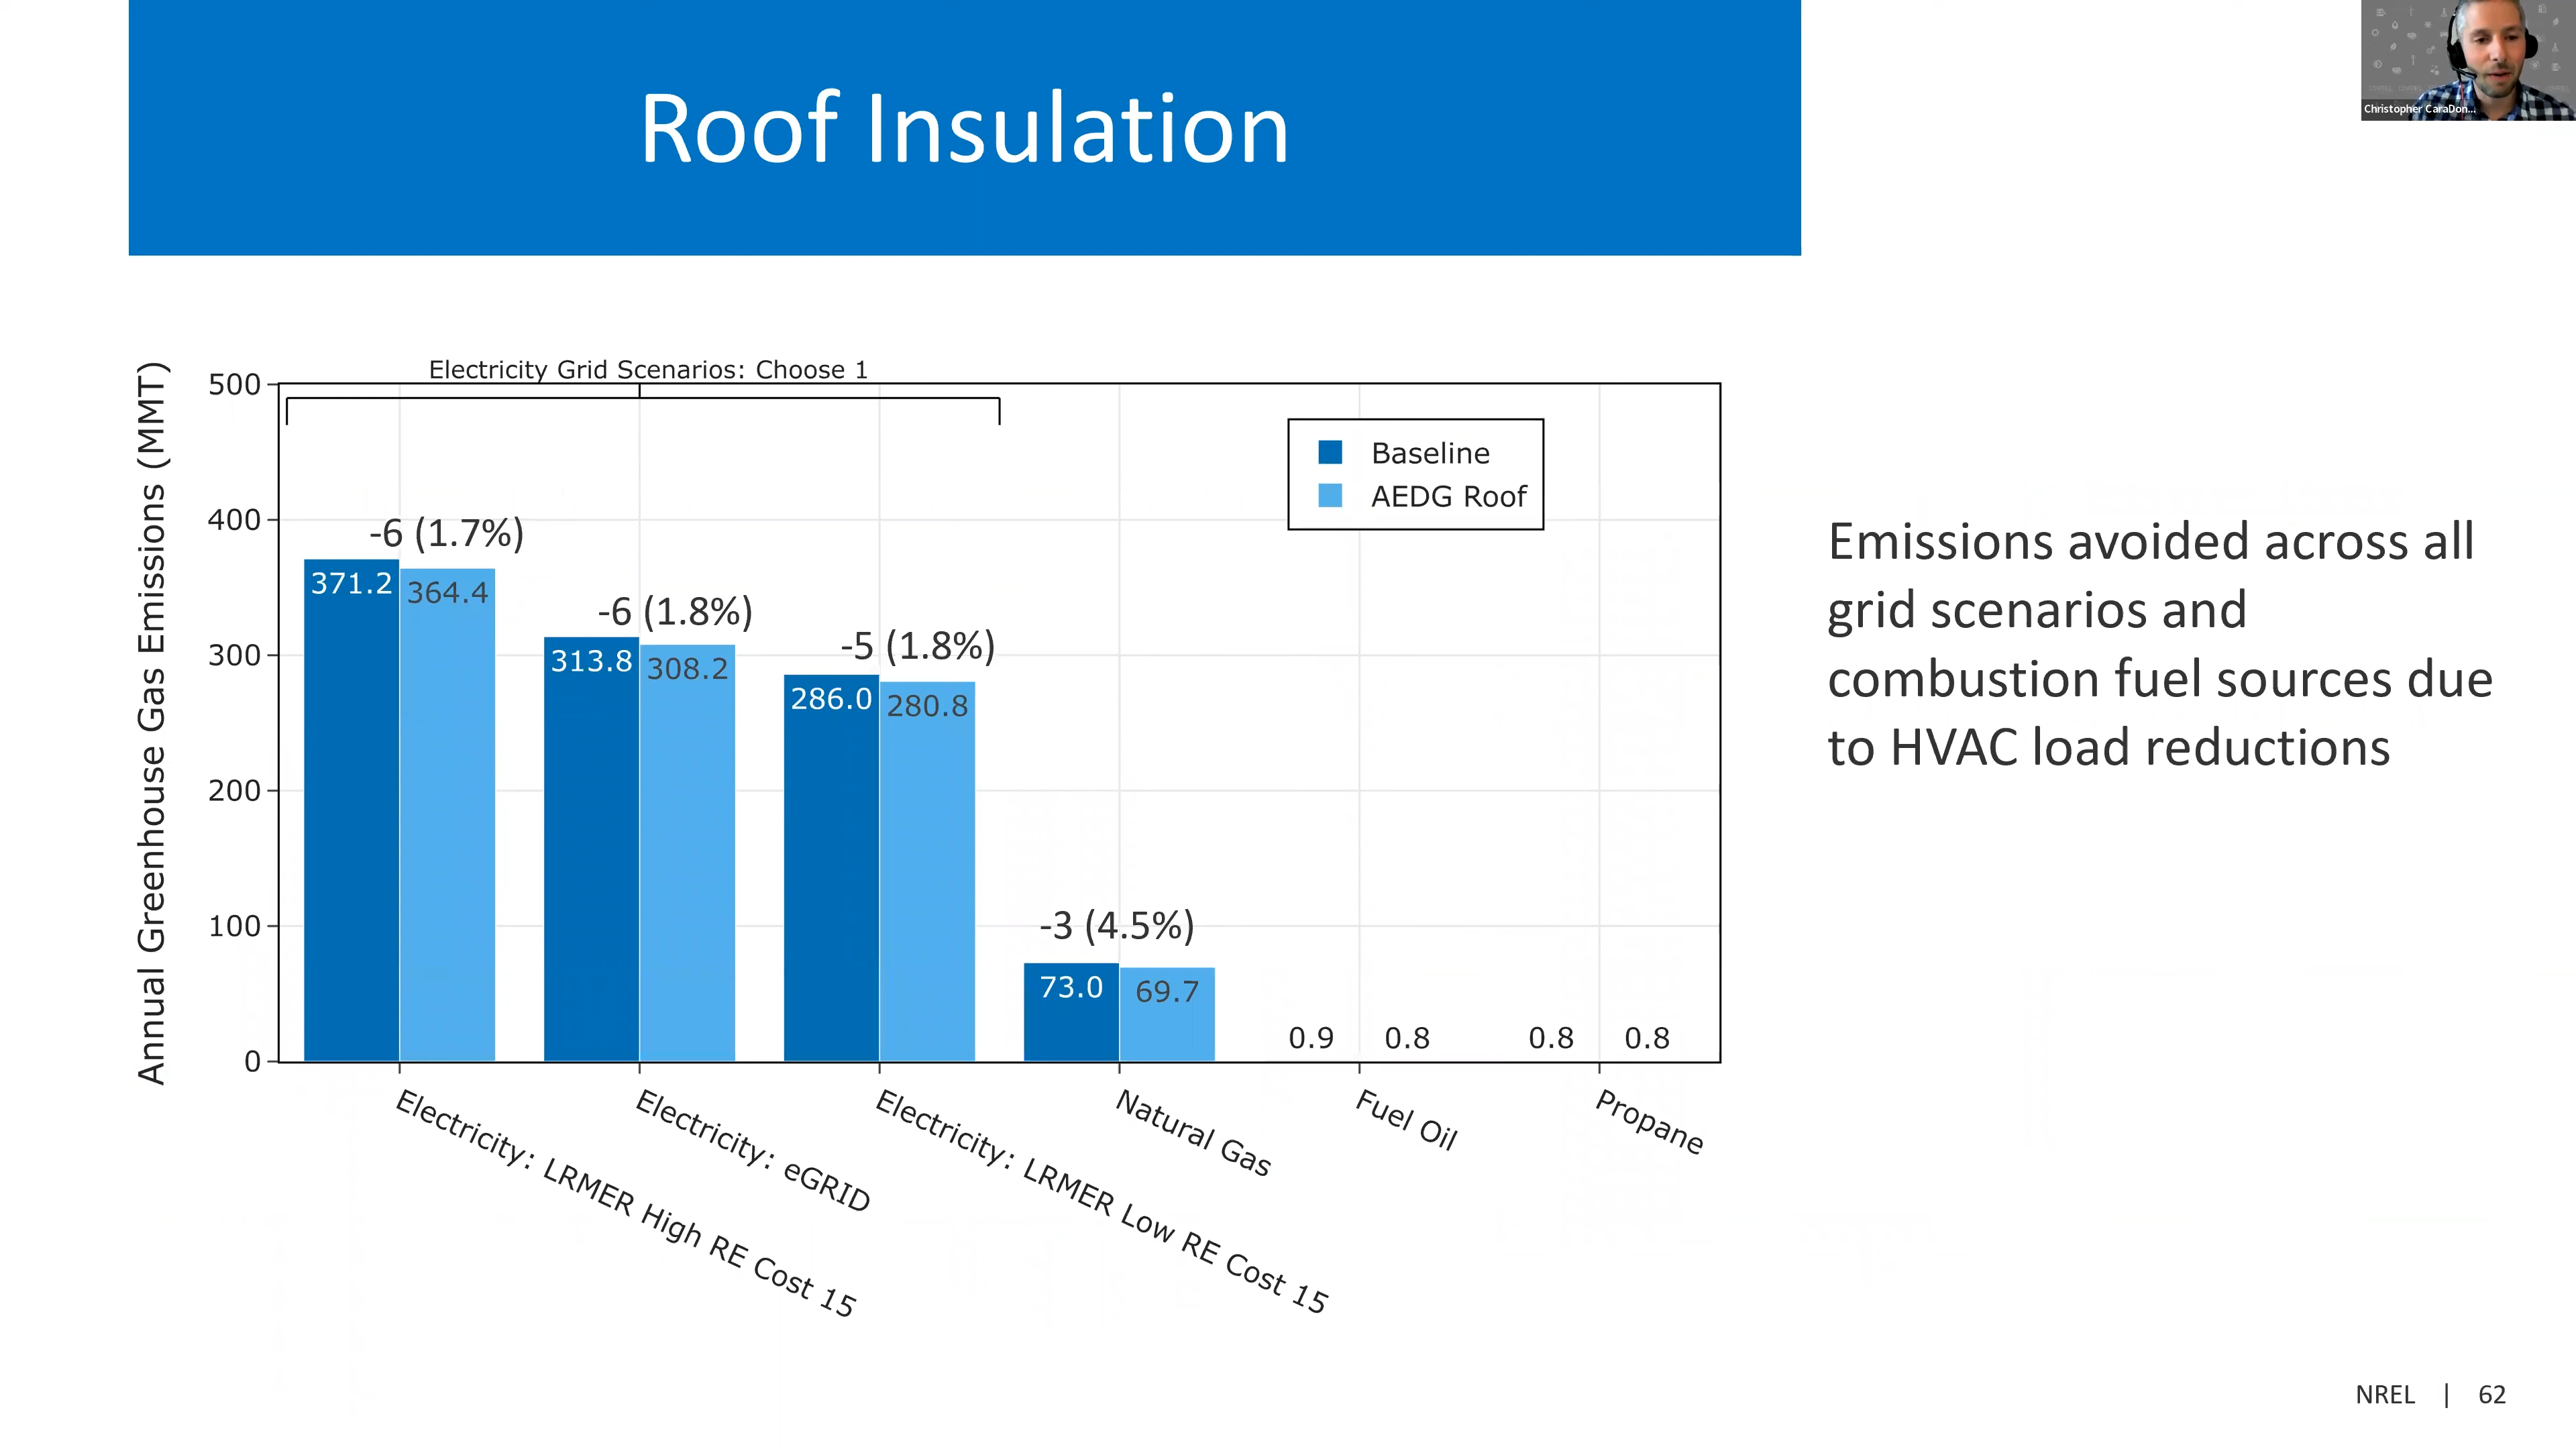 Roof Insulation
Christopher CaraDon...
Electricity Grid Scenarios: Choose 1
Annual Greenhouse Gas Emissions (MMT)
500
400
300
200
100
0
Baseline
AEDG Roof
-6 (1.7%)
371.2
364.4
-6 (1.8%)
313.8
308.2
-5 (1.8%)
286.0
280.8
-3 (4.5%)
73.0
69.7
0.9
0.8
0.8
0.8
Electricity: LRMER High RE Cost 15
Electricity: eGRID
Electricity: LRMER Low RE Cost 15
Natural Gas
Fuel Oil
Propane
Emissions avoided across all
grid scenarios and
combustion fuel sources due
to HVAC load reductions
NREL | 62